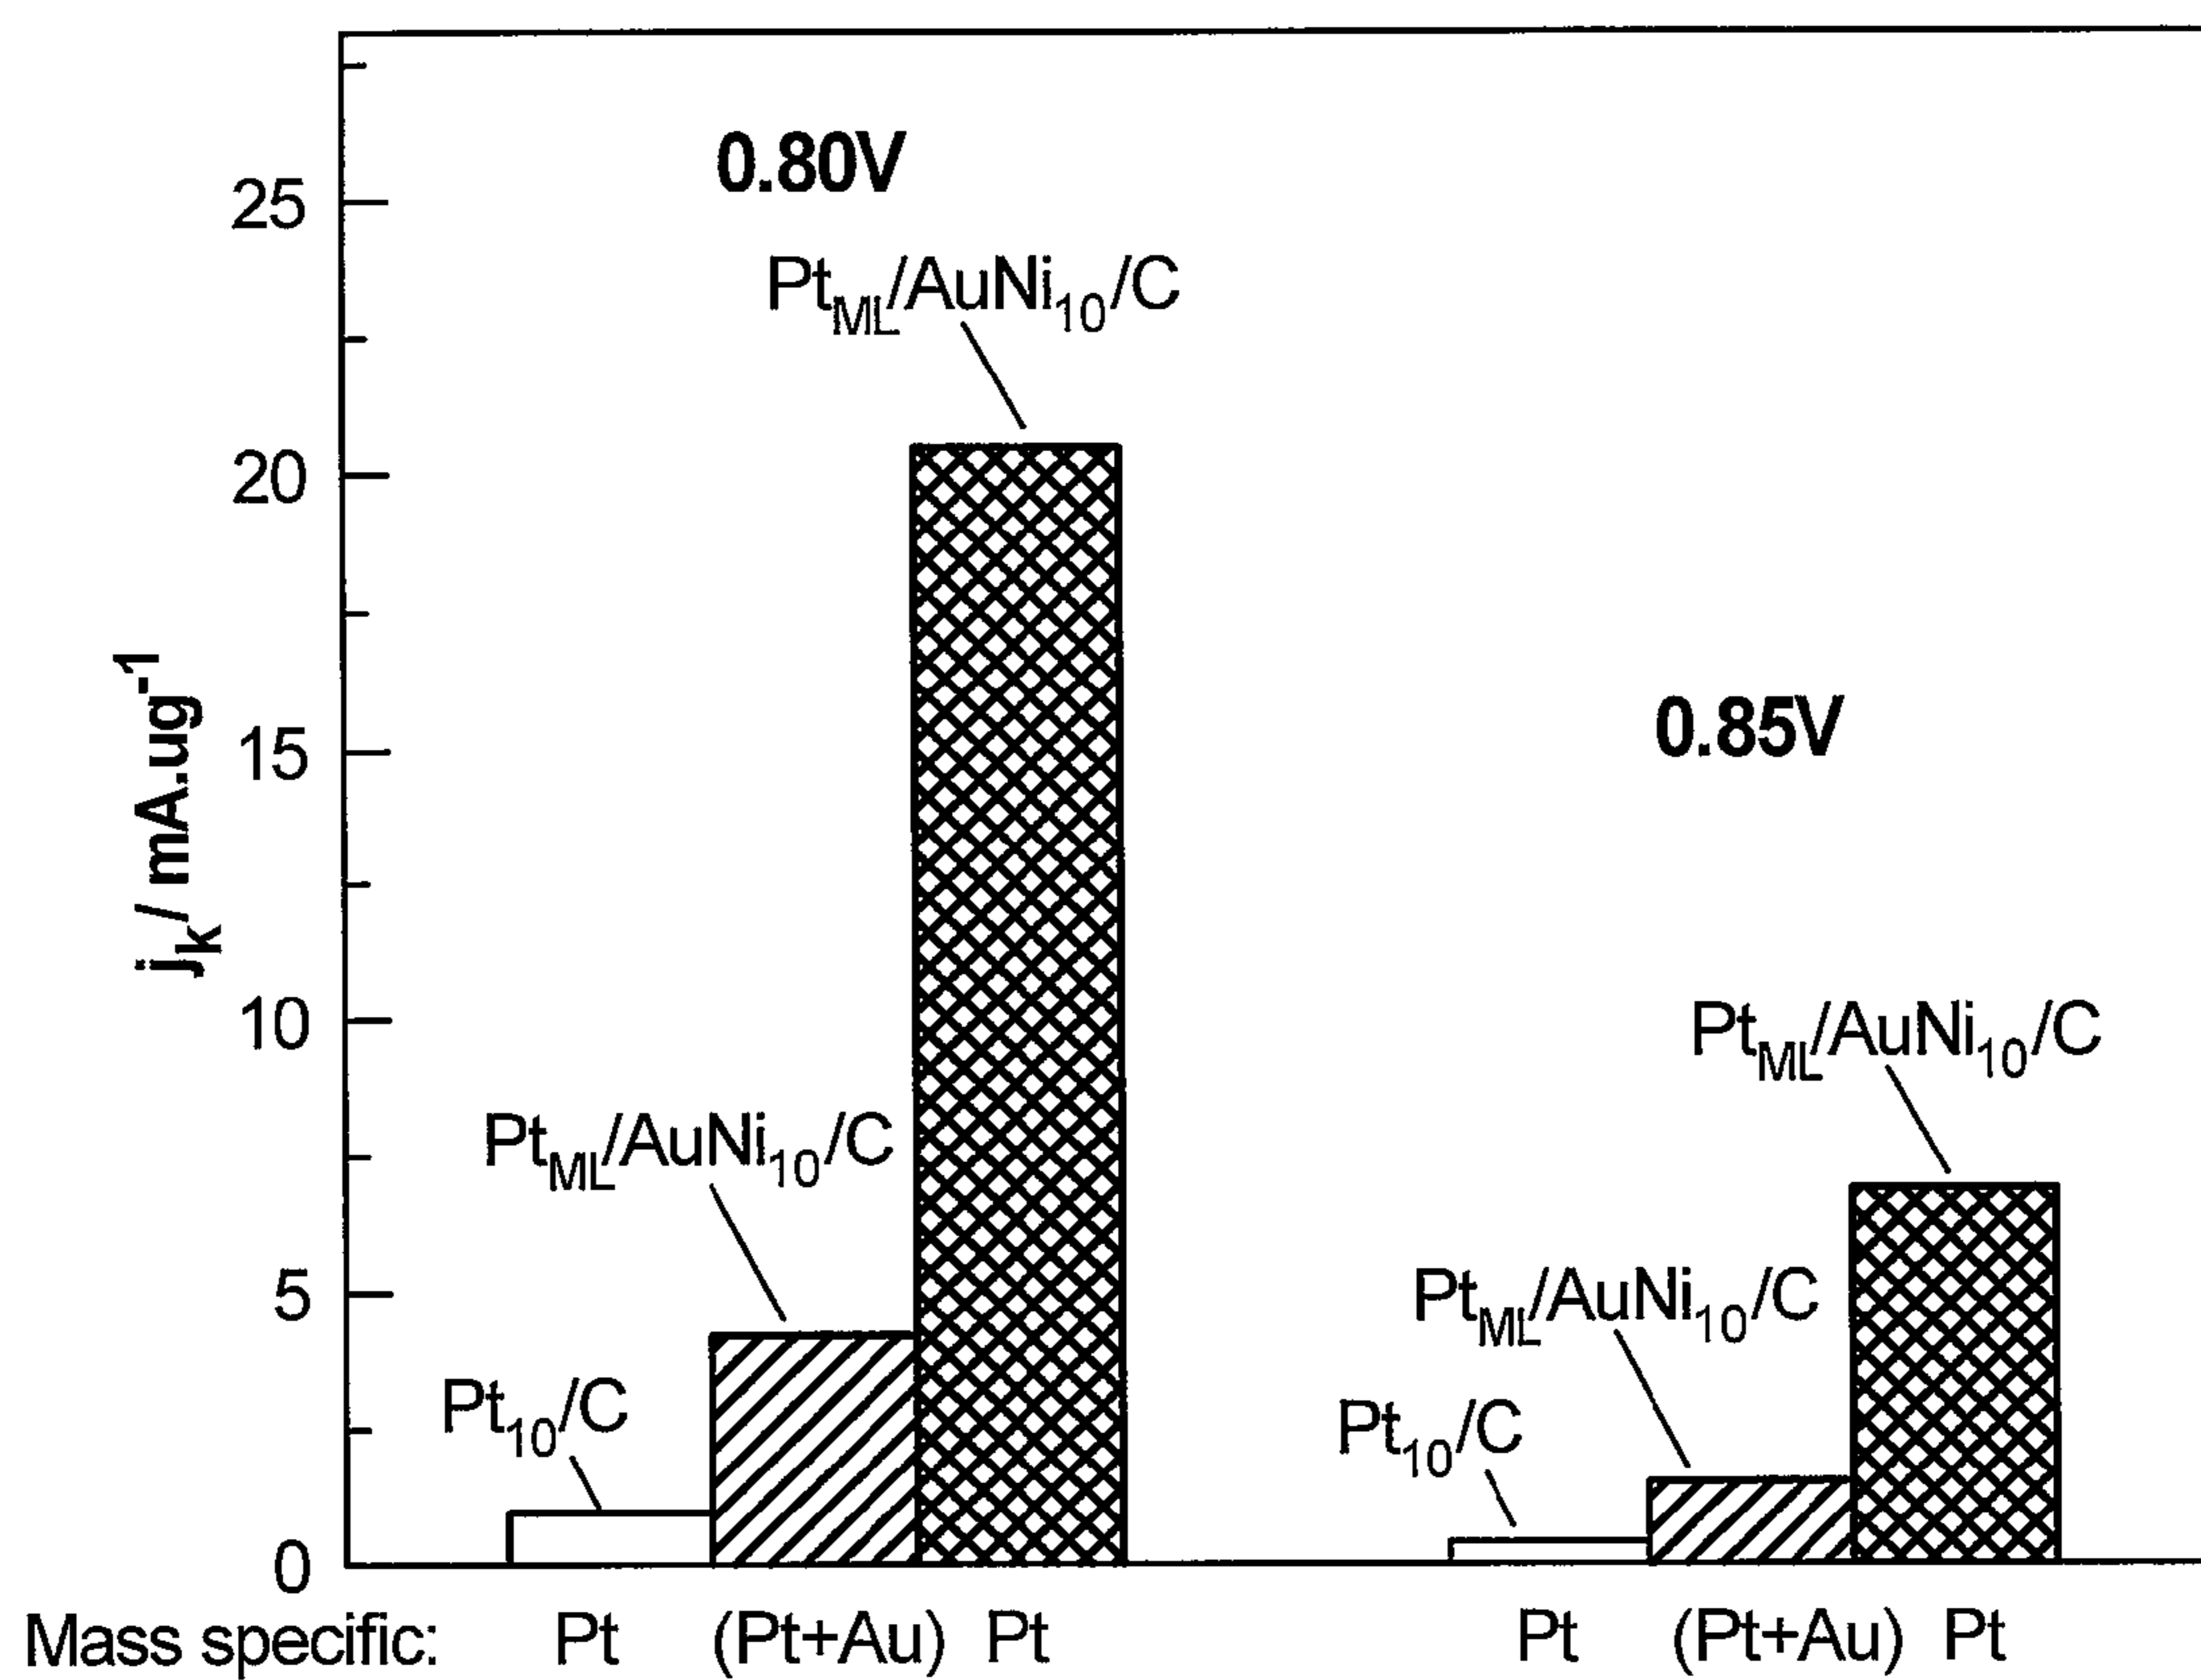 0.80V
25
Pt_ML/AuNi_10/C
20
15
0.85V
j_k / mA.ug^-1
10
Pt_ML/AuNi_10/C
Pt_ML/AuNi_10/C
5
Pt_ML/AuNi_10/C
Pt_10/C
Pt_10/C
0
Mass specific: Pt (Pt+Au) Pt Pt (Pt+Au) Pt